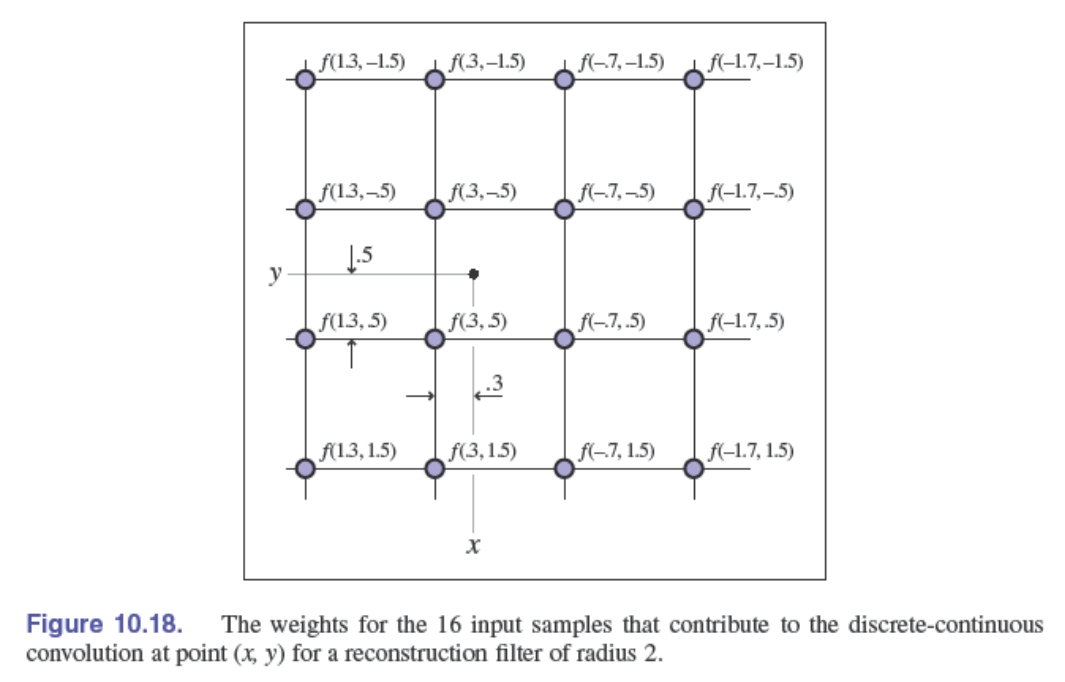 f(1.3, –1.5) f(.3, –1.5) f(–.7, –1.5) f(–1.7, –1.5)
f(1.3, –.5) f(.3, –.5) f(–.7, –.5) f(–1.7, –.5)
.5
y
f(1.3, .5) f(.3, .5) f(–.7, .5) f(–1.7, .5)
.3
f(1.3, 1.5) f(.3, 1.5) f(–.7, 1.5) f(–1.7, 1.5)
x
Figure 10.18. The weights for the 16 input samples that contribute to the discrete-continuous
convolution at point (x, y) for a reconstruction filter of radius 2.